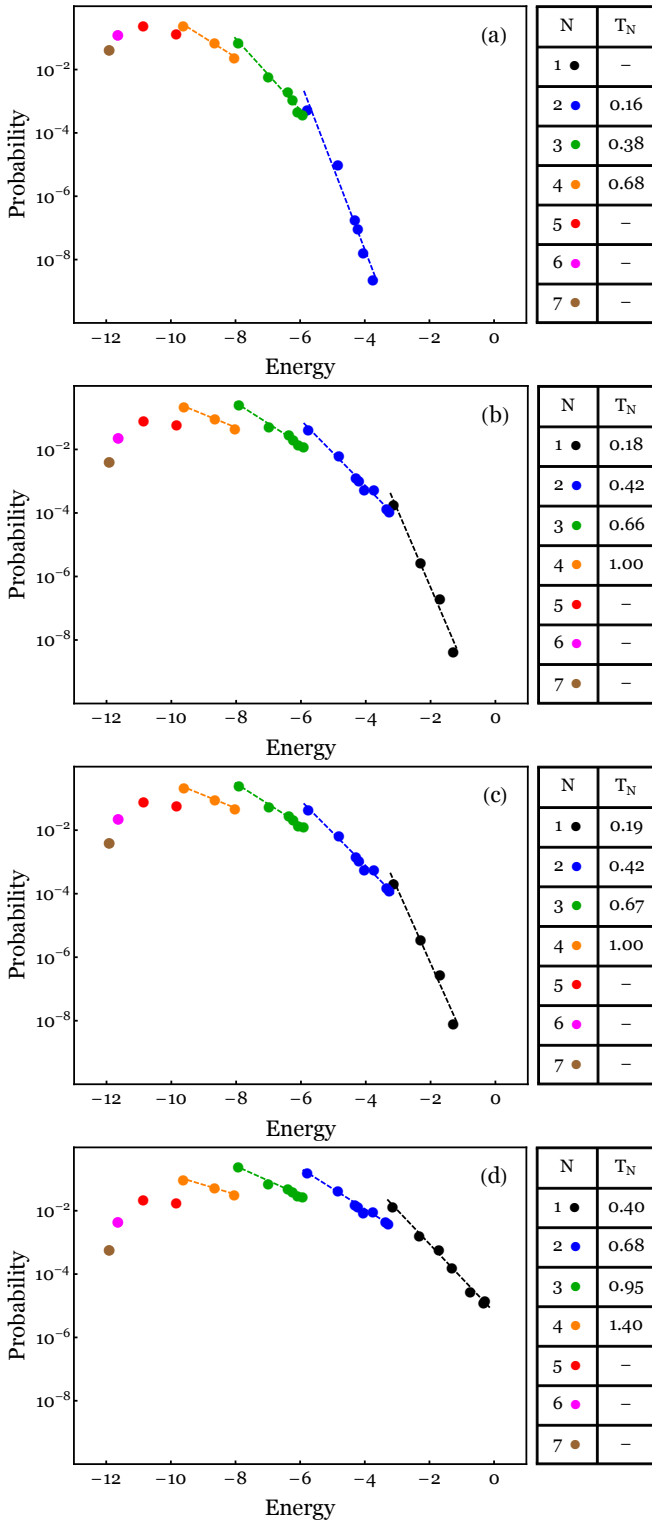 (a)
Probability
10⁻²
10⁻⁴
10⁻⁶
10⁻⁸
−12 −10 −8 −6 −4 −2 0
Energy
N T_N
1 –
2 0.16
3 0.38
4 0.68
5 –
6 –
7 –
(b)
Probability
10⁻²
10⁻⁴
10⁻⁶
10⁻⁸
−12 −10 −8 −6 −4 −2 0
Energy
N T_N
1 0.18
2 0.42
3 0.66
4 1.00
5 –
6 –
7 –
(c)
Probability
10⁻²
10⁻⁴
10⁻⁶
10⁻⁸
−12 −10 −8 −6 −4 −2 0
Energy
N T_N
1 0.19
2 0.42
3 0.67
4 1.00
5 –
6 –
7 –
(d)
Probability
10⁻²
10⁻⁴
10⁻⁶
10⁻⁸
−12 −10 −8 −6 −4 −2 0
Energy
N T_N
1 0.40
2 0.68
3 0.95
4 1.40
5 –
6 –
7 –